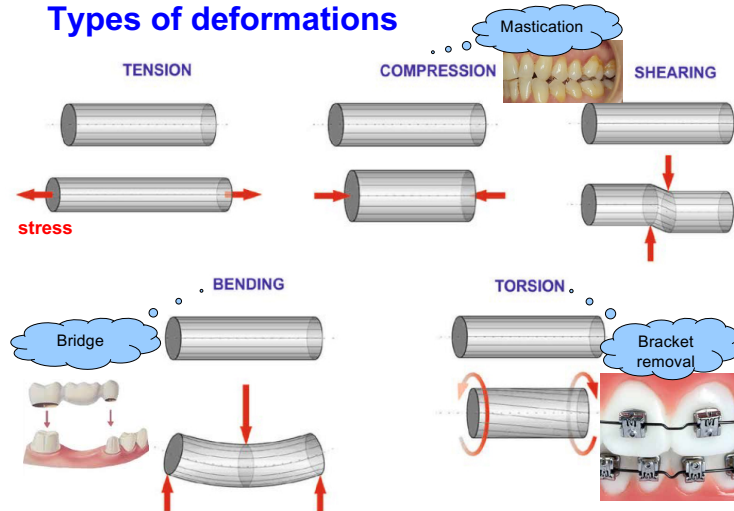 Types of deformations
Mastication
TENSION
COMPRESSION
SHEARING
stress
BENDING
TORSION
Bridge
Bracket
removal